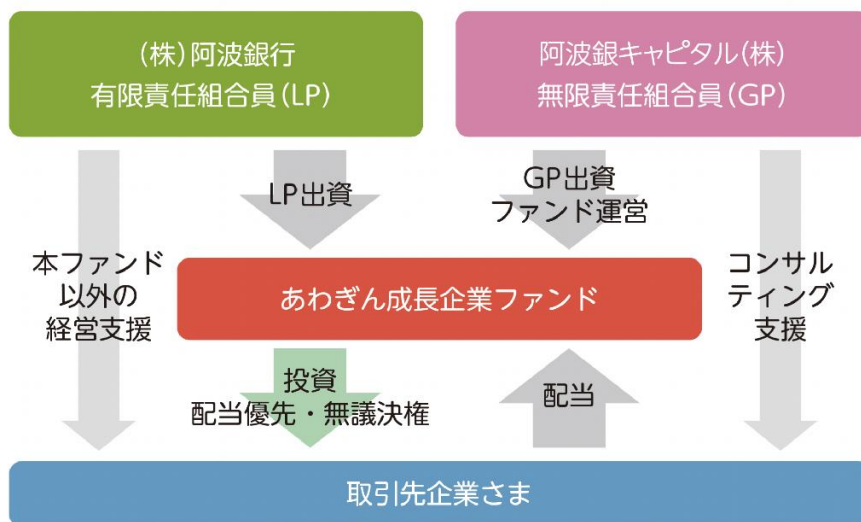 (株)阿波銀行
有限責任組合員(LP)
阿波銀キャピタル(株)
無限責任組合員(GP)
LP出資
GP出資
ファンド運営
本ファンド
以外の
経営支援
あわぎん成長企業ファンド
コンサル
ティング
支援
投資
配当優先・無議決権
配当
取引先企業さま